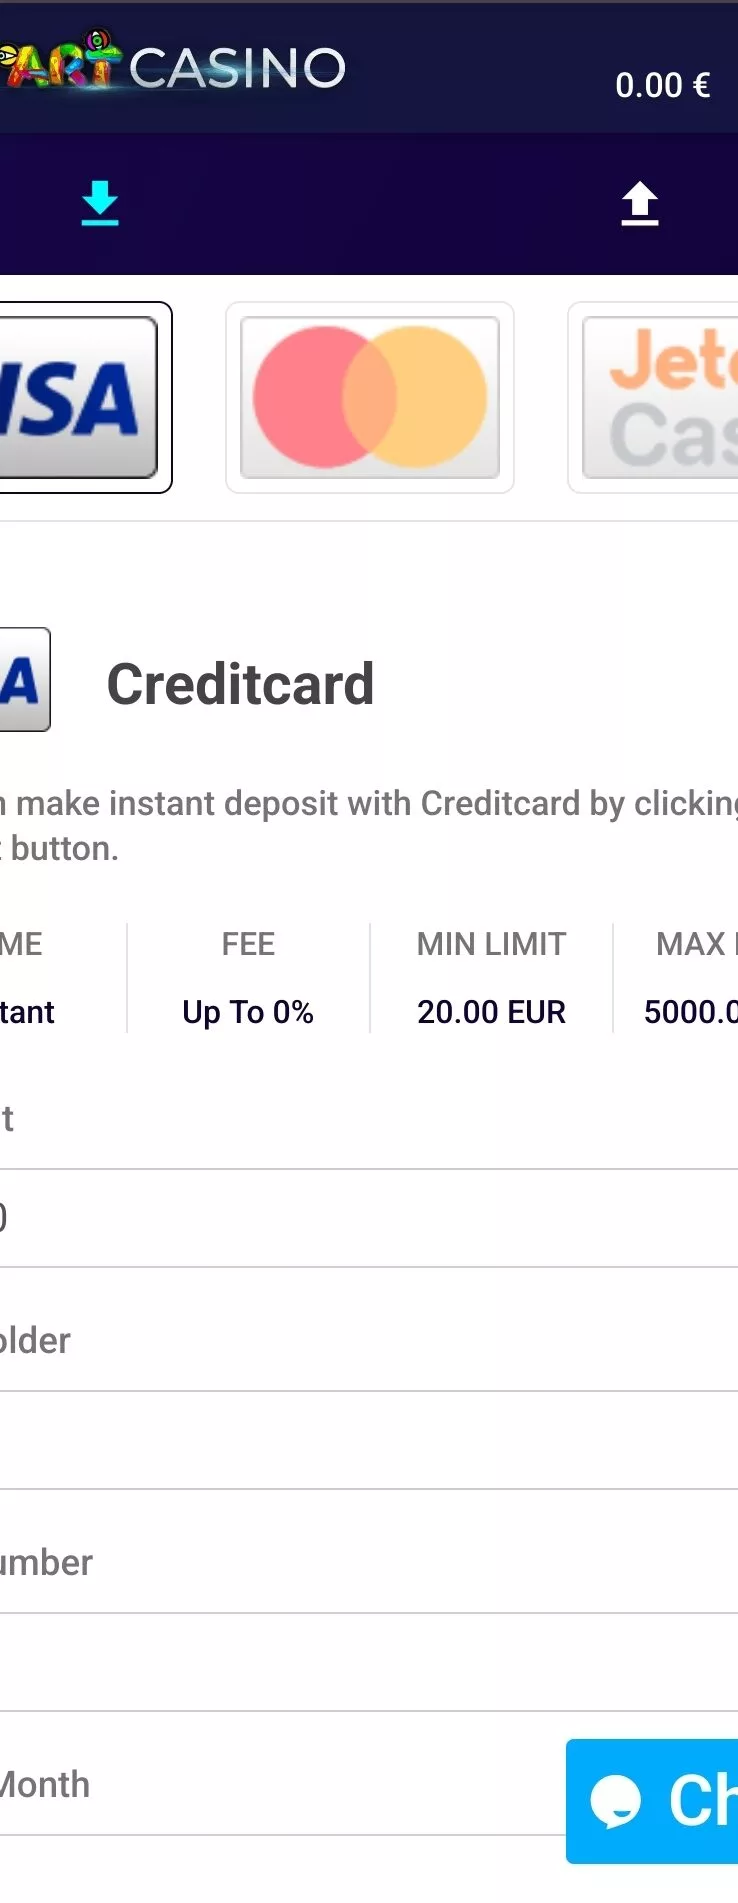 ART CASINO
0.00 €
ISA
Jet
Cas
A
Creditcard
make instant deposit with Creditcard by clicking
button.
ME
FEE
MIN LIMIT
MAX
tant
Up To 0%
20.00 EUR
5000.0
t
0
older
umber
Month
Ch